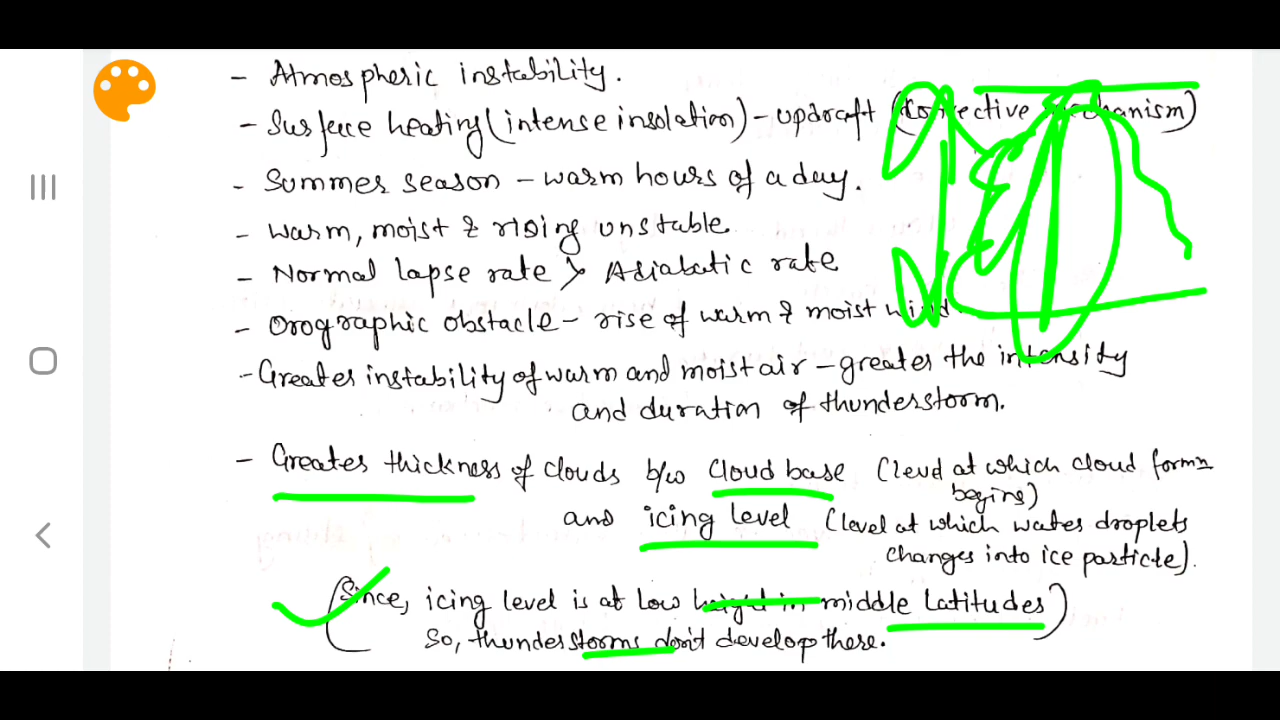 - Atmospheric instability.
- Surface heating (intense insolation) - updraft (convective mechanism)
- Summer season - warm hours of a day.
- Warm, moist & rising unstable.
- Normal lapse rate > Adiabatic rate
- Orographic obstacle - rise of warm & moist wind.
- Greater instability of warm and moist air - greater the intensity
and duration of thunderstorm.
- Greater thickness of clouds b/w cloud base (level at which cloud formn
begins)
and icing level (level at which water droplets
changes into ice particle).
(Since, icing level is at low height in middle latitudes)
So, thunderstorms don't develop there.